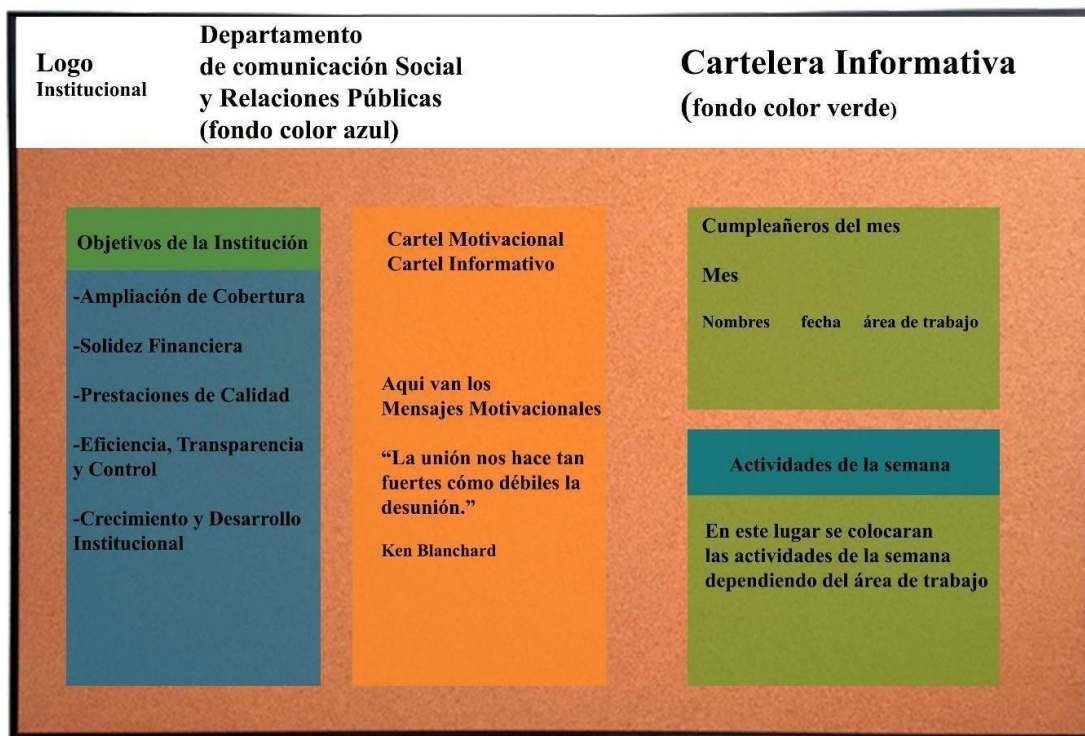 Logo
Institucional
Departamento
de comunicación Social
y Relaciones Públicas
(fondo color azul)
Cartelera Informativa
(fondo color verde)
Objetivos de la Institución
-Ampliación de Cobertura
-Solidez Financiera
-Prestaciones de Calidad
-Eficiencia, Transparencia
y Control
-Crecimiento y Desarrollo
Institucional
Cartel Motivacional
Cartel Informativo
Aqui van los
Mensajes Motivacionales
“La unión nos hace tan
fuertes cómo débiles la
desunión.”
Ken Blanchard
Cumpleañeros del mes
Mes
Nombres fecha área de trabajo
Actividades de la semana
En este lugar se colocaran
las actividades de la semana
dependiendo del área de trabajo